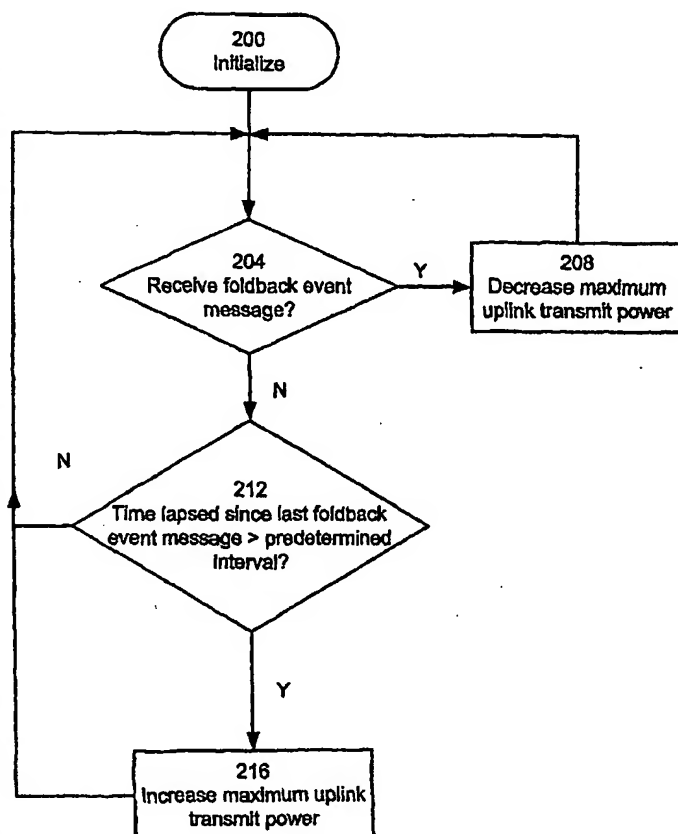 200
Initialize
204
Receive foldback event
message?
Y
208
Decrease maximum
uplink transmit power
N
N
212
Time lapsed since last foldback
event message > predetermined
interval?
Y
216
Increase maximum uplink
transmit power